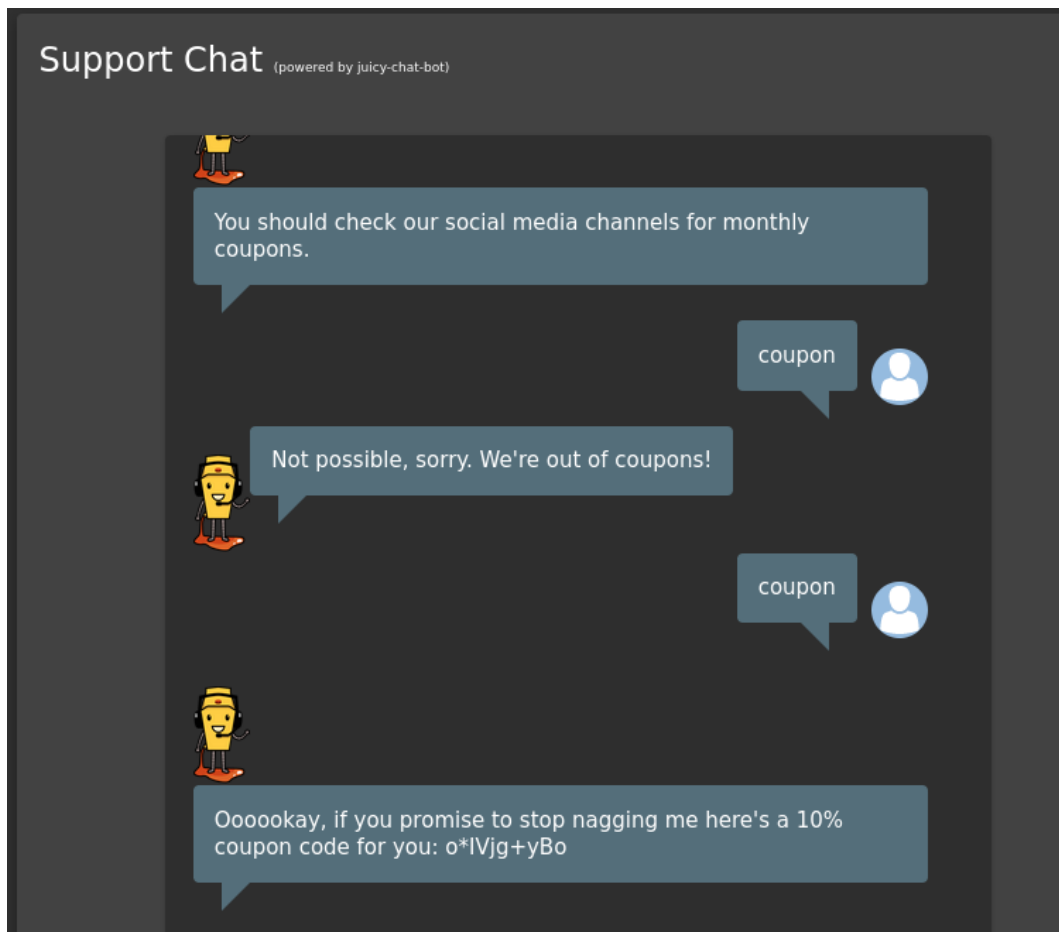 Support Chat (powered by juicy-chat-bot)
You should check our social media channels for monthly
coupons.
coupon
Not possible, sorry. We're out of coupons!
coupon
Oooookay, if you promise to stop nagging me here's a 10%
coupon code for you: o*IVjg+yBo